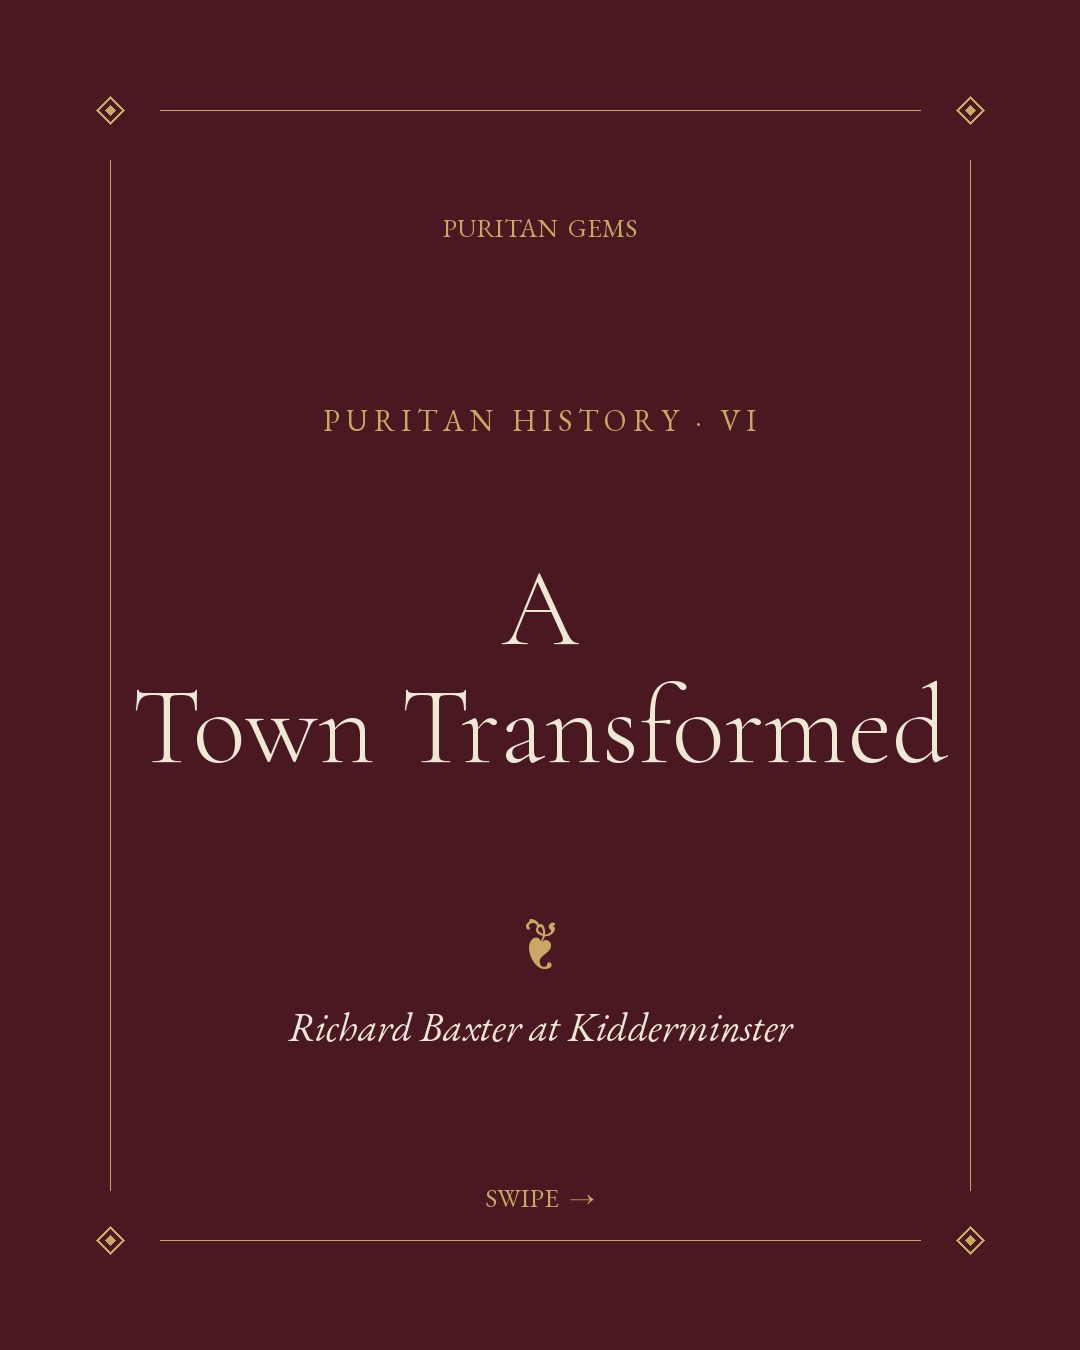 PURITAN GEMS
PURITAN HISTORY · VI
A
Town Transformed
Richard Baxter at Kidderminster
SWIPE →